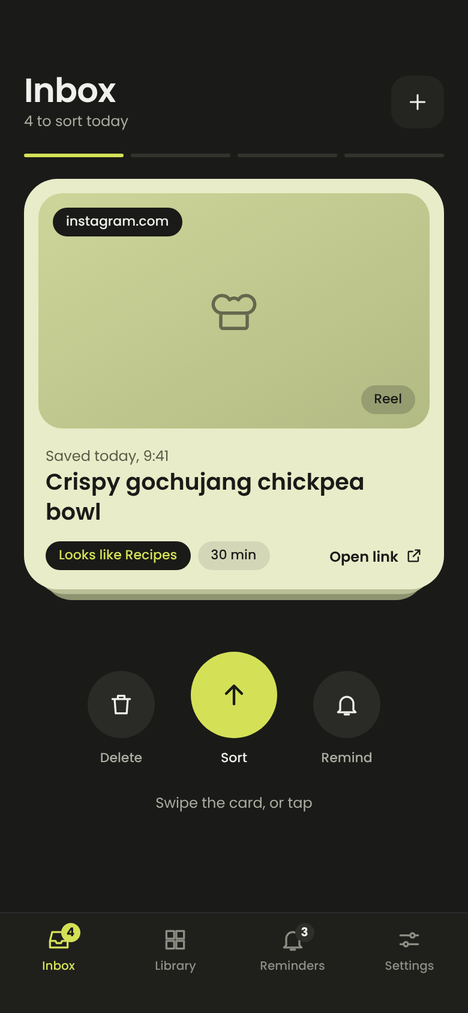 Inbox
4 to sort today
instagram.com
Reel
Saved today, 9:41
Crispy gochujang chickpea
bowl
Looks like Recipes
30 min
Open link
Delete
Sort
Remind
Swipe the card, or tap
4
3
Inbox
Library
Reminders
Settings